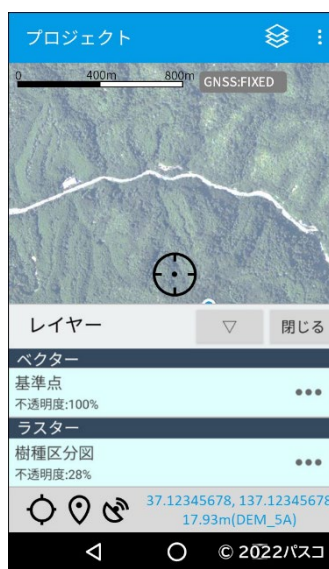 プロジェクト
0 400m 800m GNSS:FIXED
レイヤー ▽ 閉じる
ベクター
基準点
不透明度:100%
ラスター
樹種区分図
不透明度:28%
37.12345678, 137.12345678
17.93m(DEM_5A)
© 2022パスコ